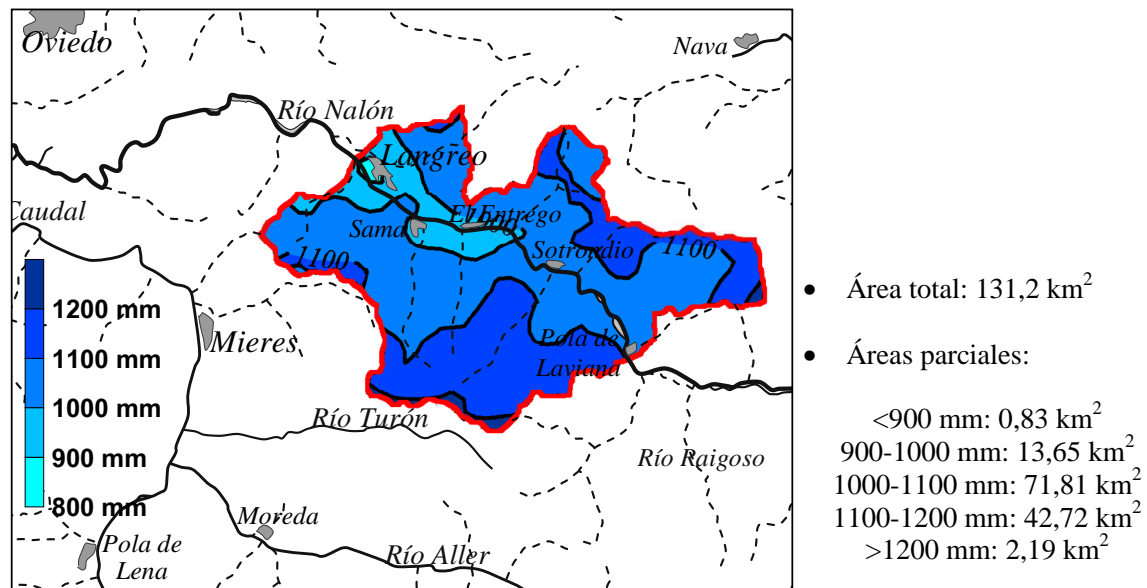 Oviedo
Nava
Río Nalón
Langreo
Caudal
El Entrego
1000
Sama
Sotrondio
1100
1100
1200 mm
1100 mm
1000 mm
900 mm
800 mm
Mieres
Pola de
Laviana
Río Turón
Río Raigoso
Moreda
Río Aller
Pola de
Lena
• Área total: 131,2 km²
• Áreas parciales:
<900 mm: 0,83 km²
900-1000 mm: 13,65 km²
1000-1100 mm: 71,81 km²
1100-1200 mm: 42,72 km²
>1200 mm: 2,19 km²